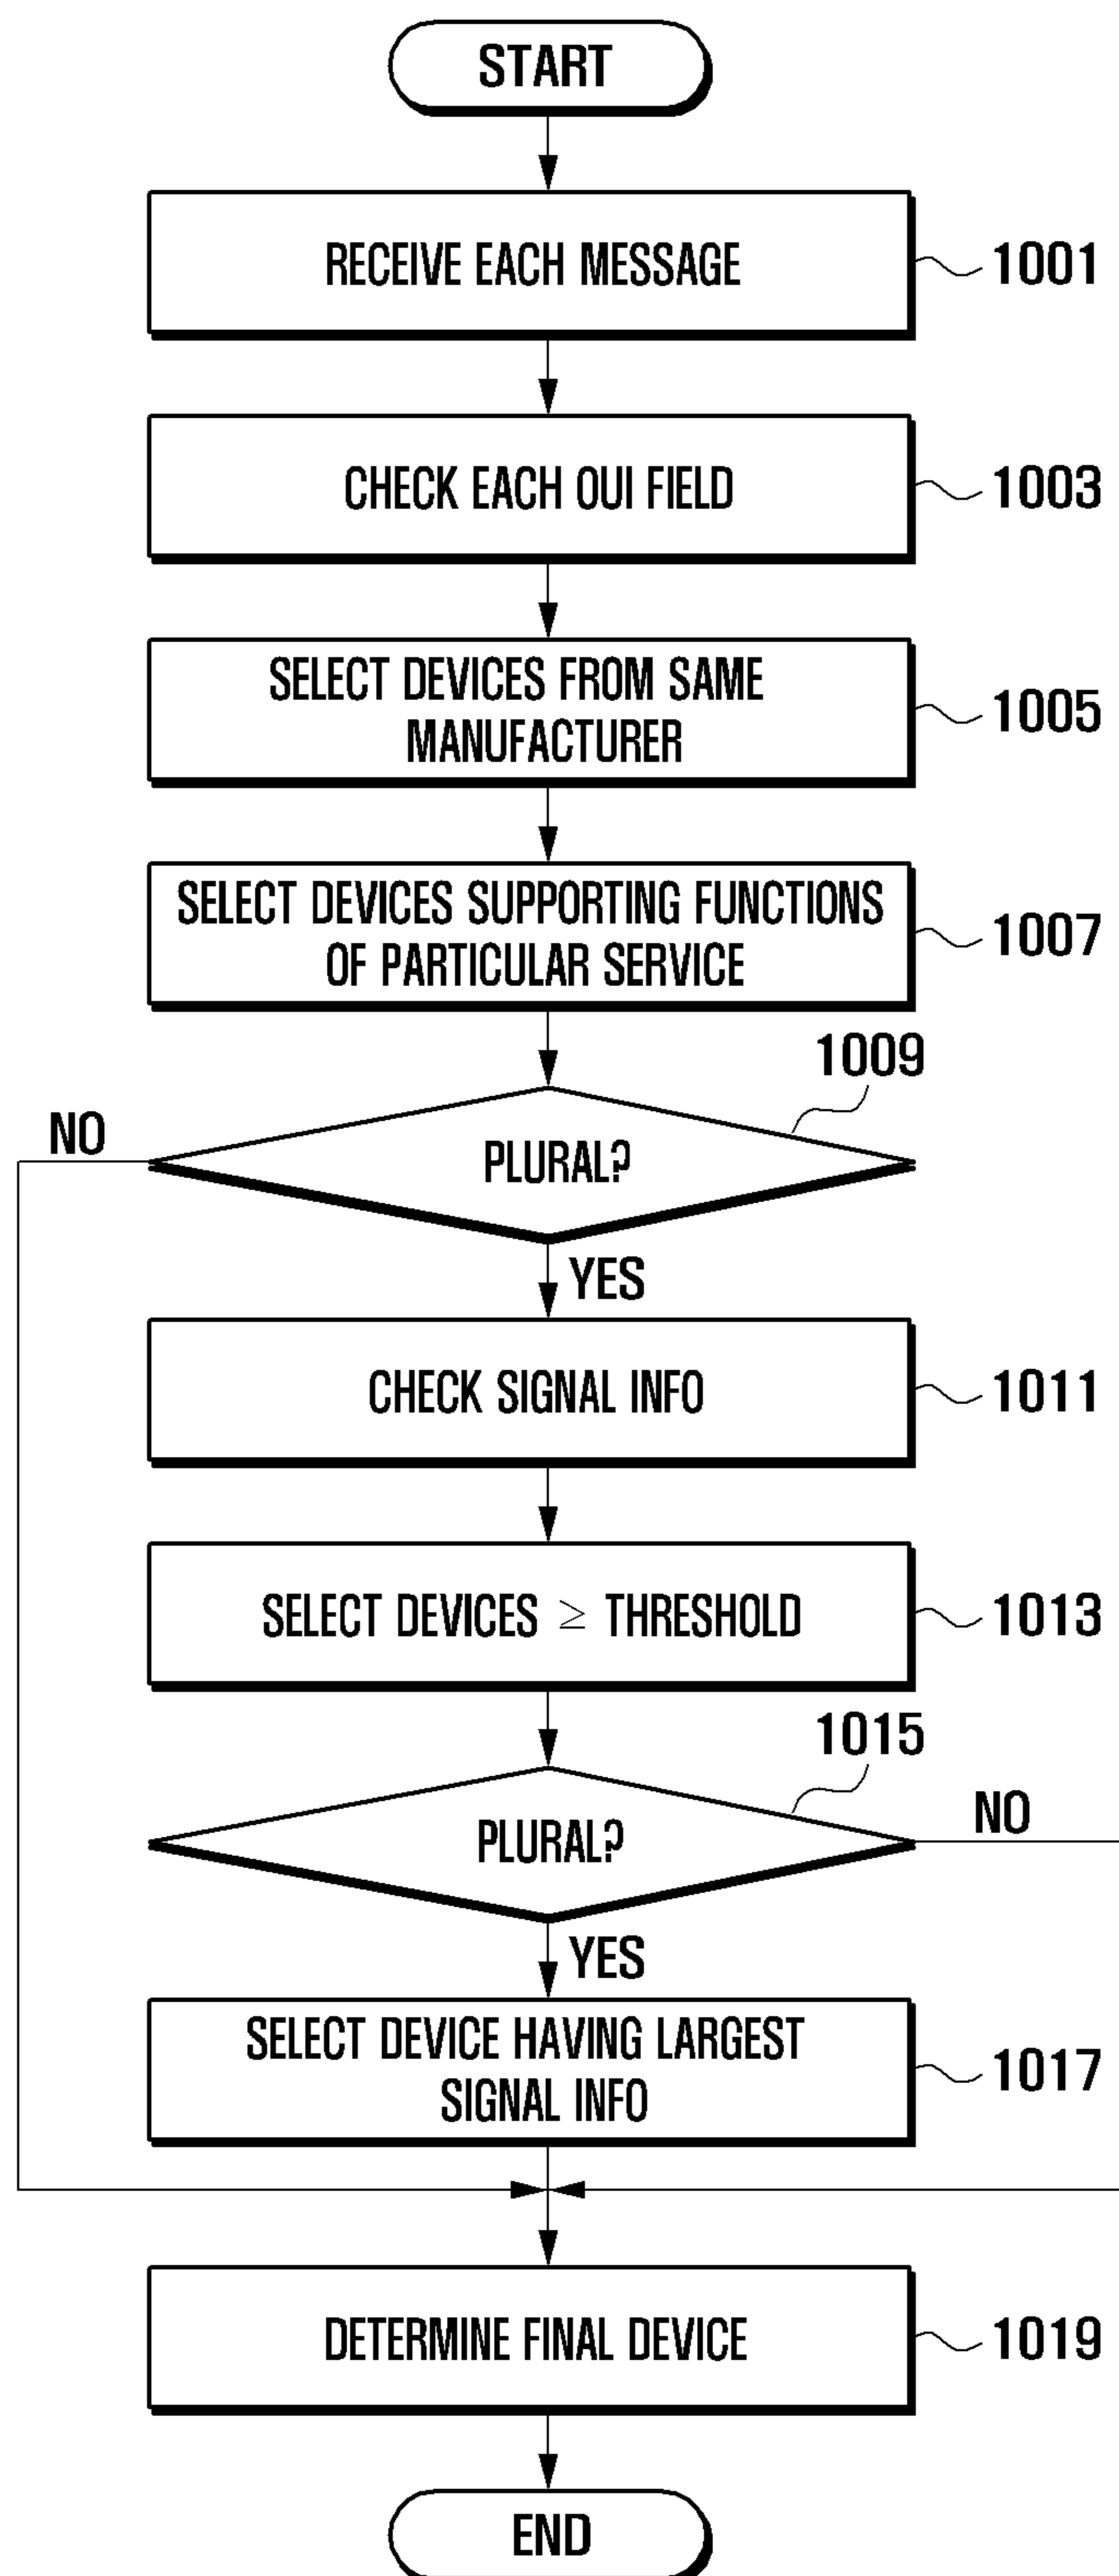 START
RECEIVE EACH MESSAGE
1001
CHECK EACH OUI FIELD
1003
SELECT DEVICES FROM SAME
MANUFACTURER
1005
SELECT DEVICES SUPPORTING FUNCTIONS
OF PARTICULAR SERVICE
1007
1009
NO
PLURAL?
YES
CHECK SIGNAL INFO
1011
SELECT DEVICES ≥ THRESHOLD
1013
1015
NO
PLURAL?
YES
SELECT DEVICE HAVING LARGEST
SIGNAL INFO
1017
DETERMINE FINAL DEVICE
1019
END